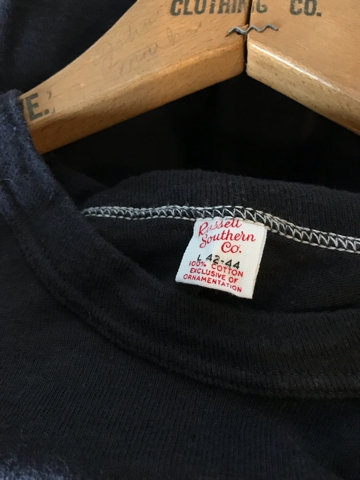 CLOTHING CO.
E.
Russell
Southern
Co.
L 42-44
100% COTTON
EXCLUSIVE OF
ORNAMENTATION